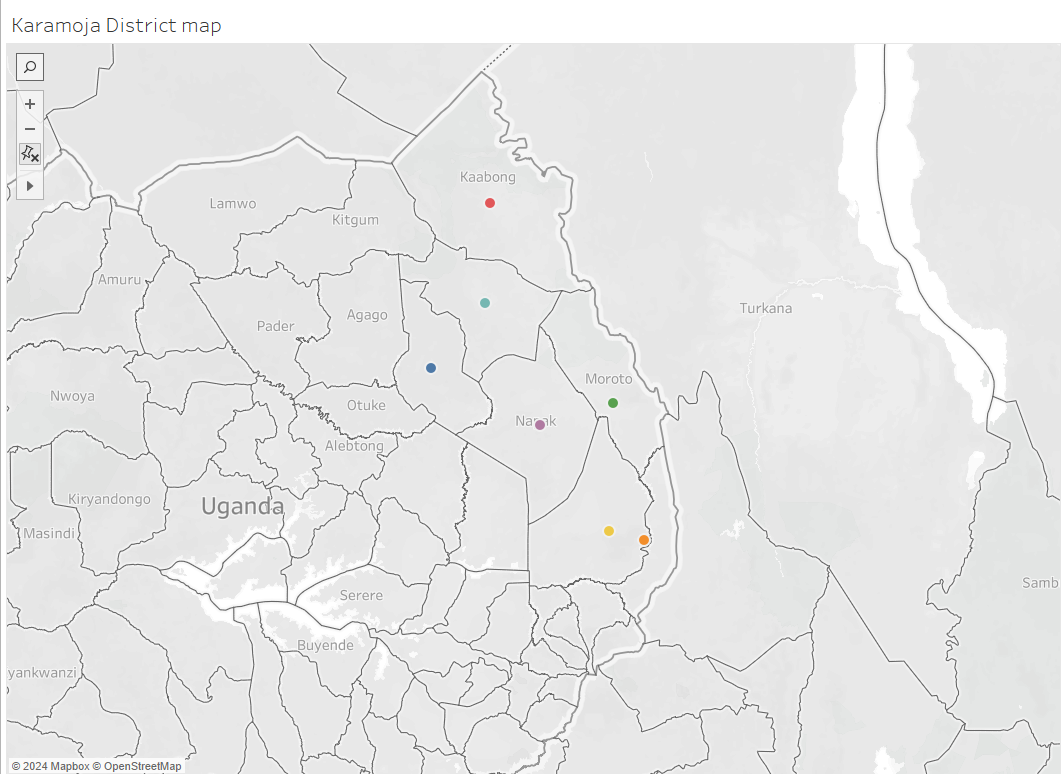 Karamoja District map
Kaabong
Lamwo
Kitgum
Amuru
Turkana
Agago
Pader
Moroto
Nwoya
Otuke
Napak
Alebtong
Kiryandongo
Uganda
Masindi
Samb
Serere
Buyende
yankwanzi
© 2024 Mapbox © OpenStreetMap